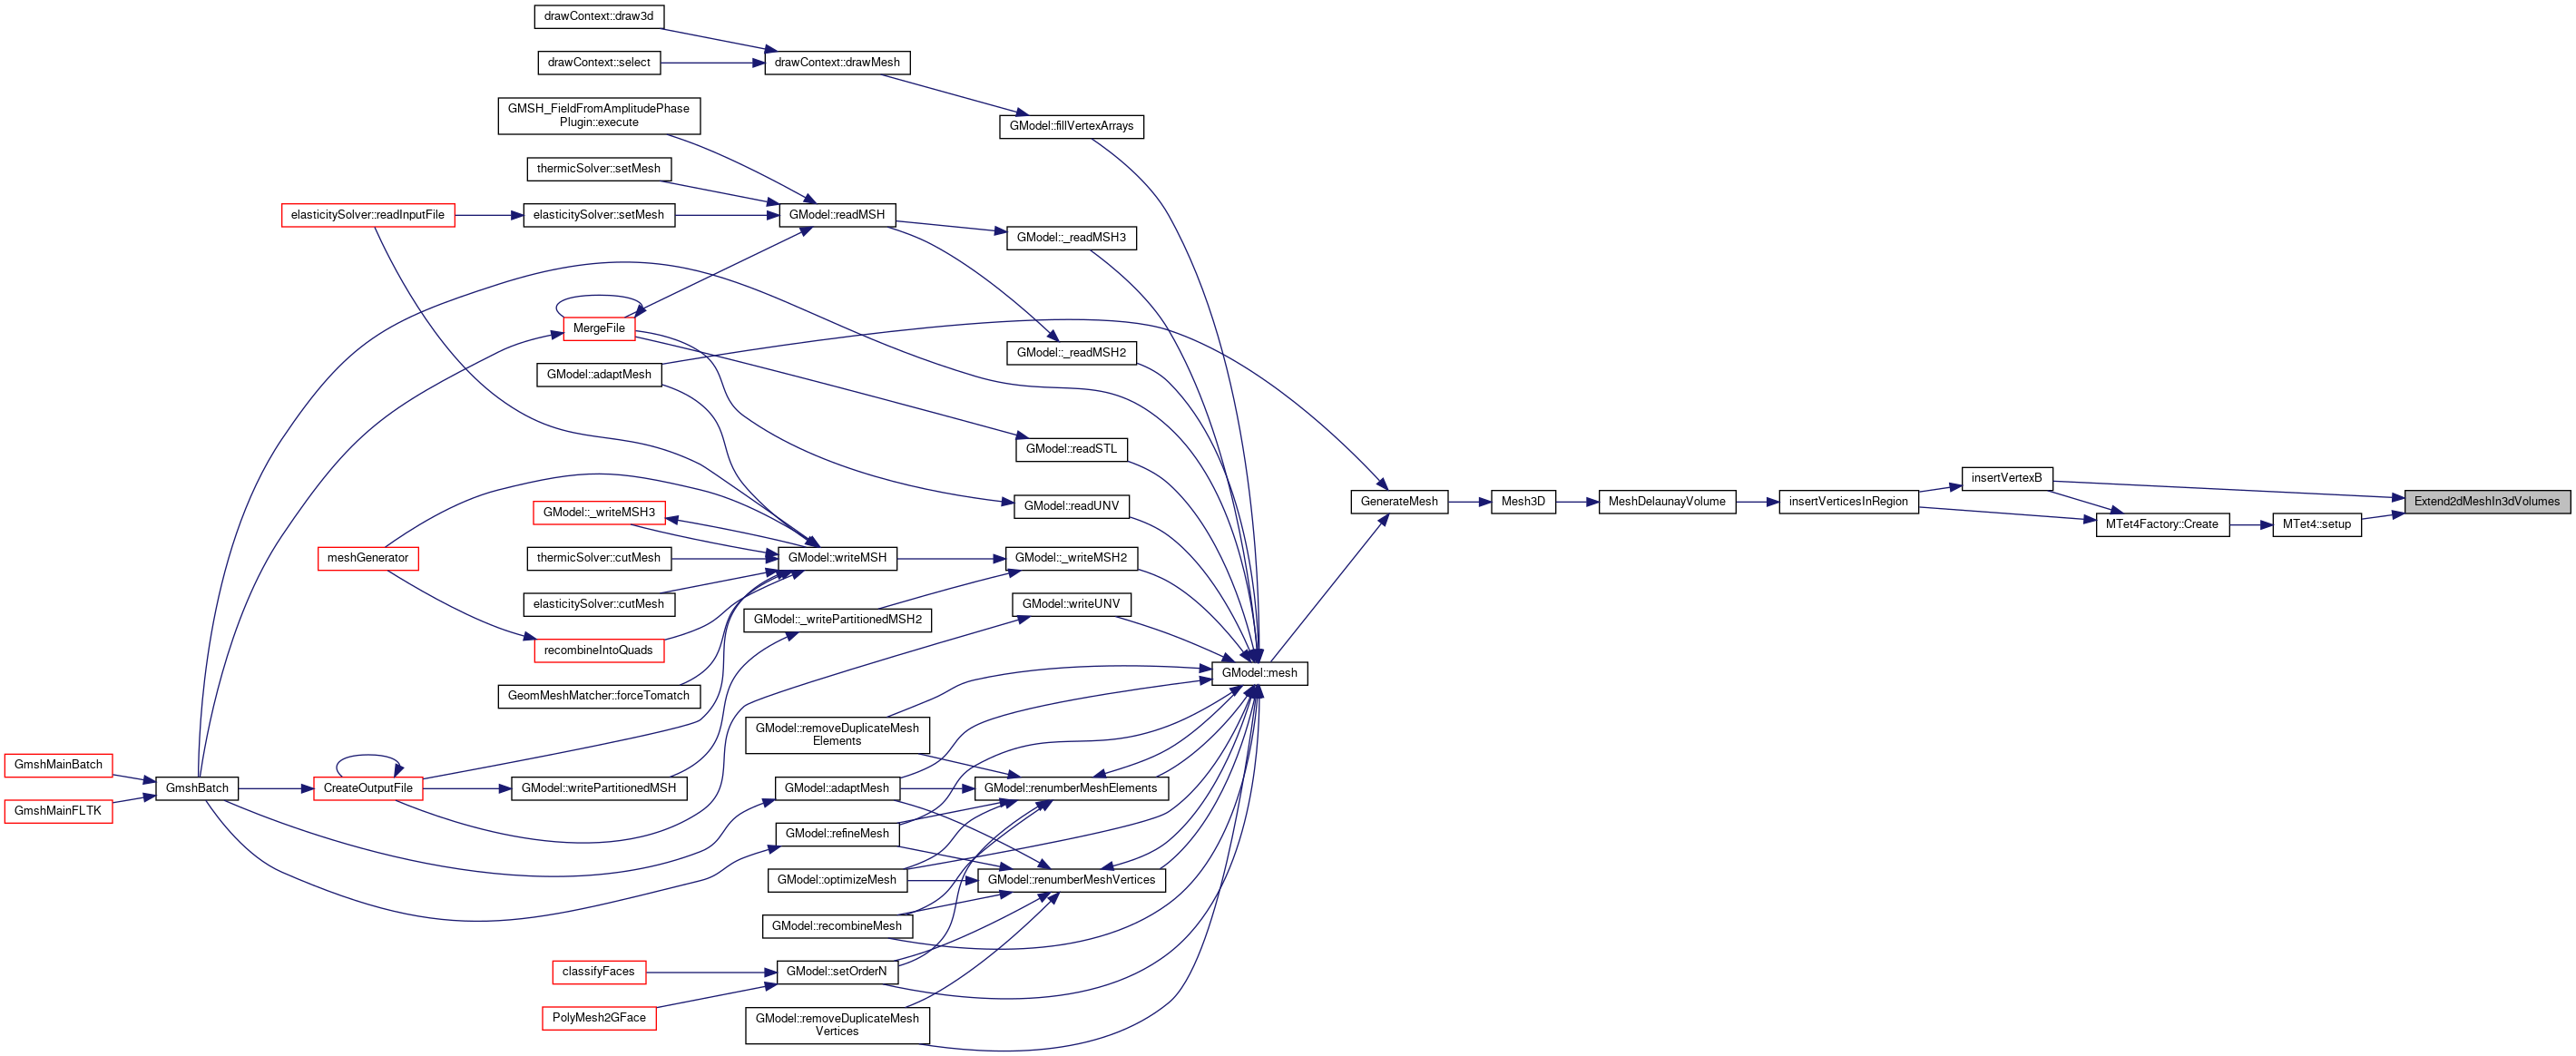 drawContext::draw3d
drawContext::select
drawContext::drawMesh
GMSH_FieldFromAmplitudePhase
Plugin::execute
GModel::fillVertexArrays
thermicSolver::setMesh
elasticitySolver::readInputFile
elasticitySolver::setMesh
GModel::readMSH
GModel::_readMSH3
MergeFile
GModel::_readMSH2
GModel::adaptMesh
GModel::readSTL
GModel::readUNV
GenerateMesh
Mesh3D
MeshDelaunayVolume
insertVerticesInRegion
insertVertexB
Extend2dMeshIn3dVolumes
MTet4Factory::Create
MTet4::setup
GModel::_writeMSH3
meshGenerator
thermicSolver::cutMesh
GModel::writeMSH
GModel::_writeMSH2
elasticitySolver::cutMesh
GModel::writeUNV
GModel::_writePartitionedMSH2
recombineIntoQuads
GModel::mesh
GeomMeshMatcher::forceTomatch
GModel::removeDuplicateMesh
Elements
GmshMainBatch
GmshBatch
CreateOutputFile
GModel::writePartitionedMSH
GModel::adaptMesh
GModel::renumberMeshElements
GmshMainFLTK
GModel::refineMesh
GModel::optimizeMesh
GModel::renumberMeshVertices
GModel::recombineMesh
classifyFaces
GModel::setOrderN
PolyMesh2GFace
GModel::removeDuplicateMesh
Vertices